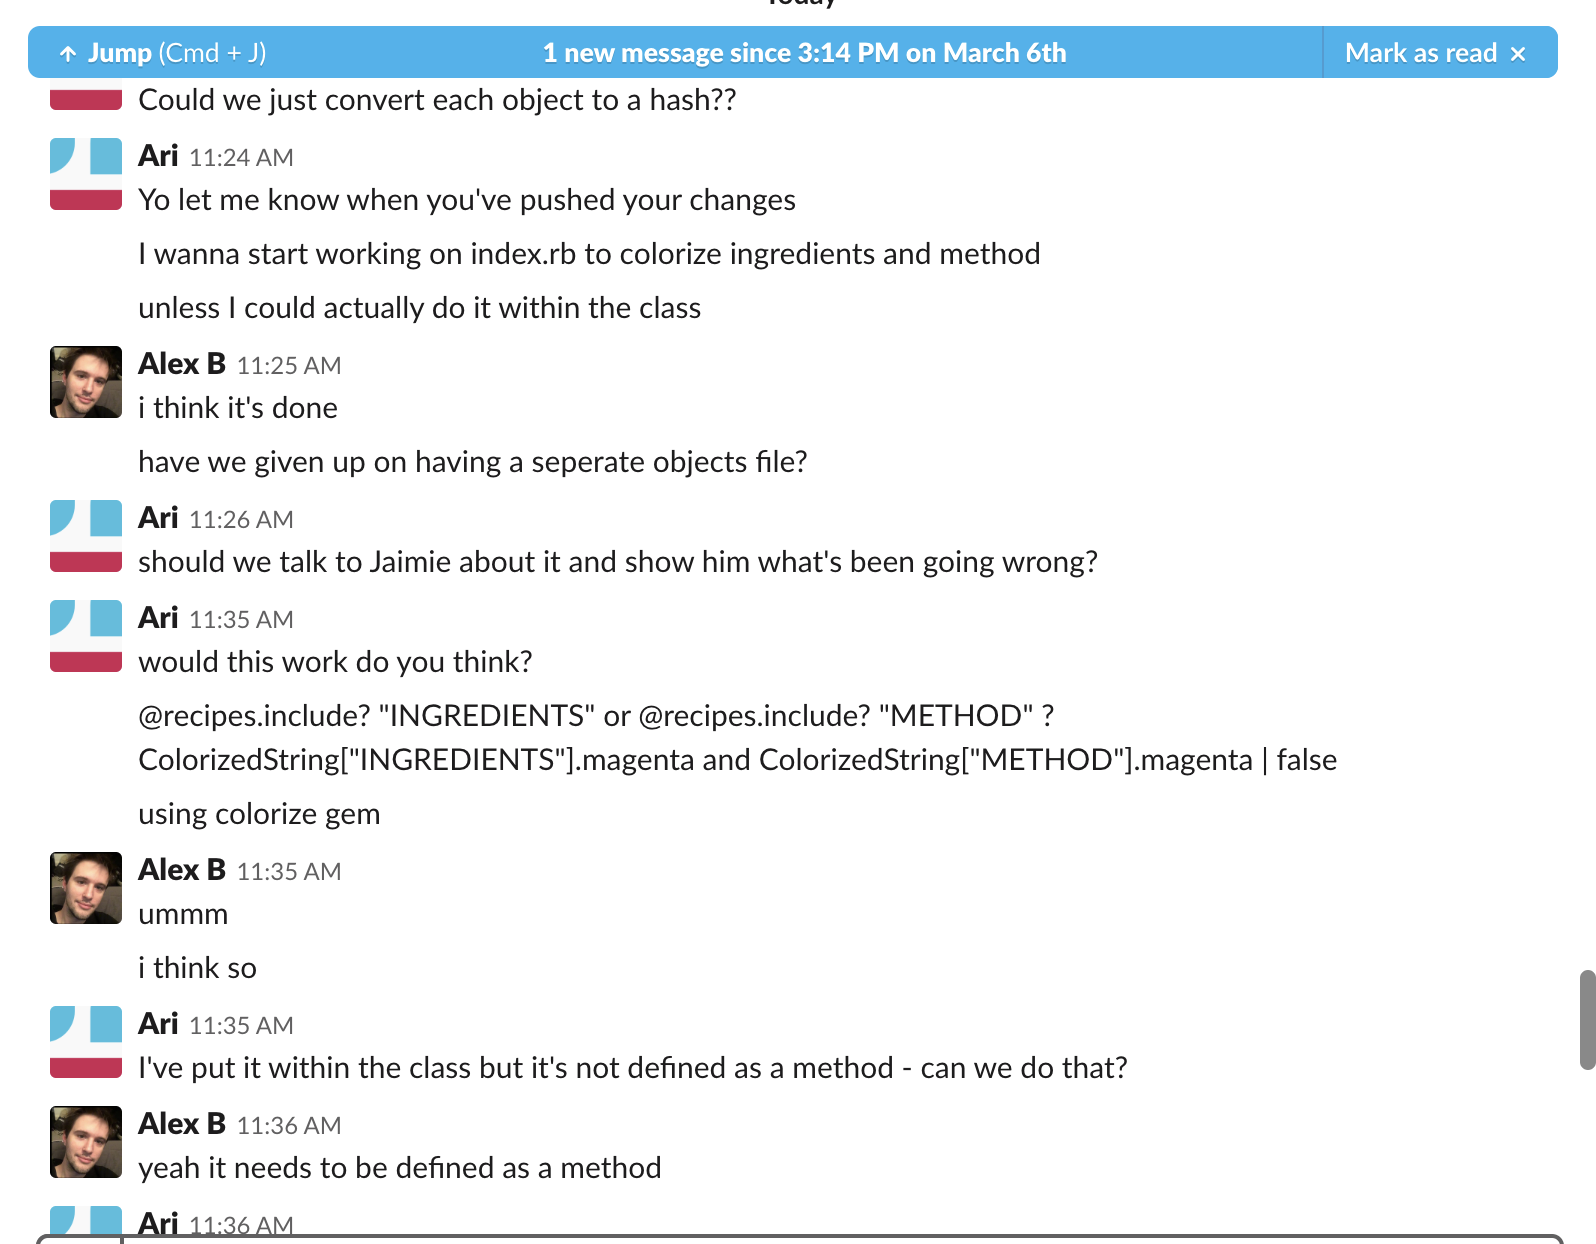 Today
↑ Jump (Cmd + J) 1 new message since 3:14 PM on March 6th Mark as read ×
Could we just convert each object to a hash??
Ari 11:24 AM
Yo let me know when you've pushed your changes
I wanna start working on index.rb to colorize ingredients and method
unless I could actually do it within the class
Alex B 11:25 AM
i think it's done
have we given up on having a seperate objects file?
Ari 11:26 AM
should we talk to Jaimie about it and show him what's been going wrong?
Ari 11:35 AM
would this work do you think?
@recipes.include? "INGREDIENTS" or @recipes.include? "METHOD" ?
ColorizedString["INGREDIENTS"].magenta and ColorizedString["METHOD"].magenta | false
using colorize gem
Alex B 11:35 AM
ummm
i think so
Ari 11:35 AM
I've put it within the class but it's not defined as a method - can we do that?
Alex B 11:36 AM
yeah it needs to be defined as a method
Ari 11:36 AM